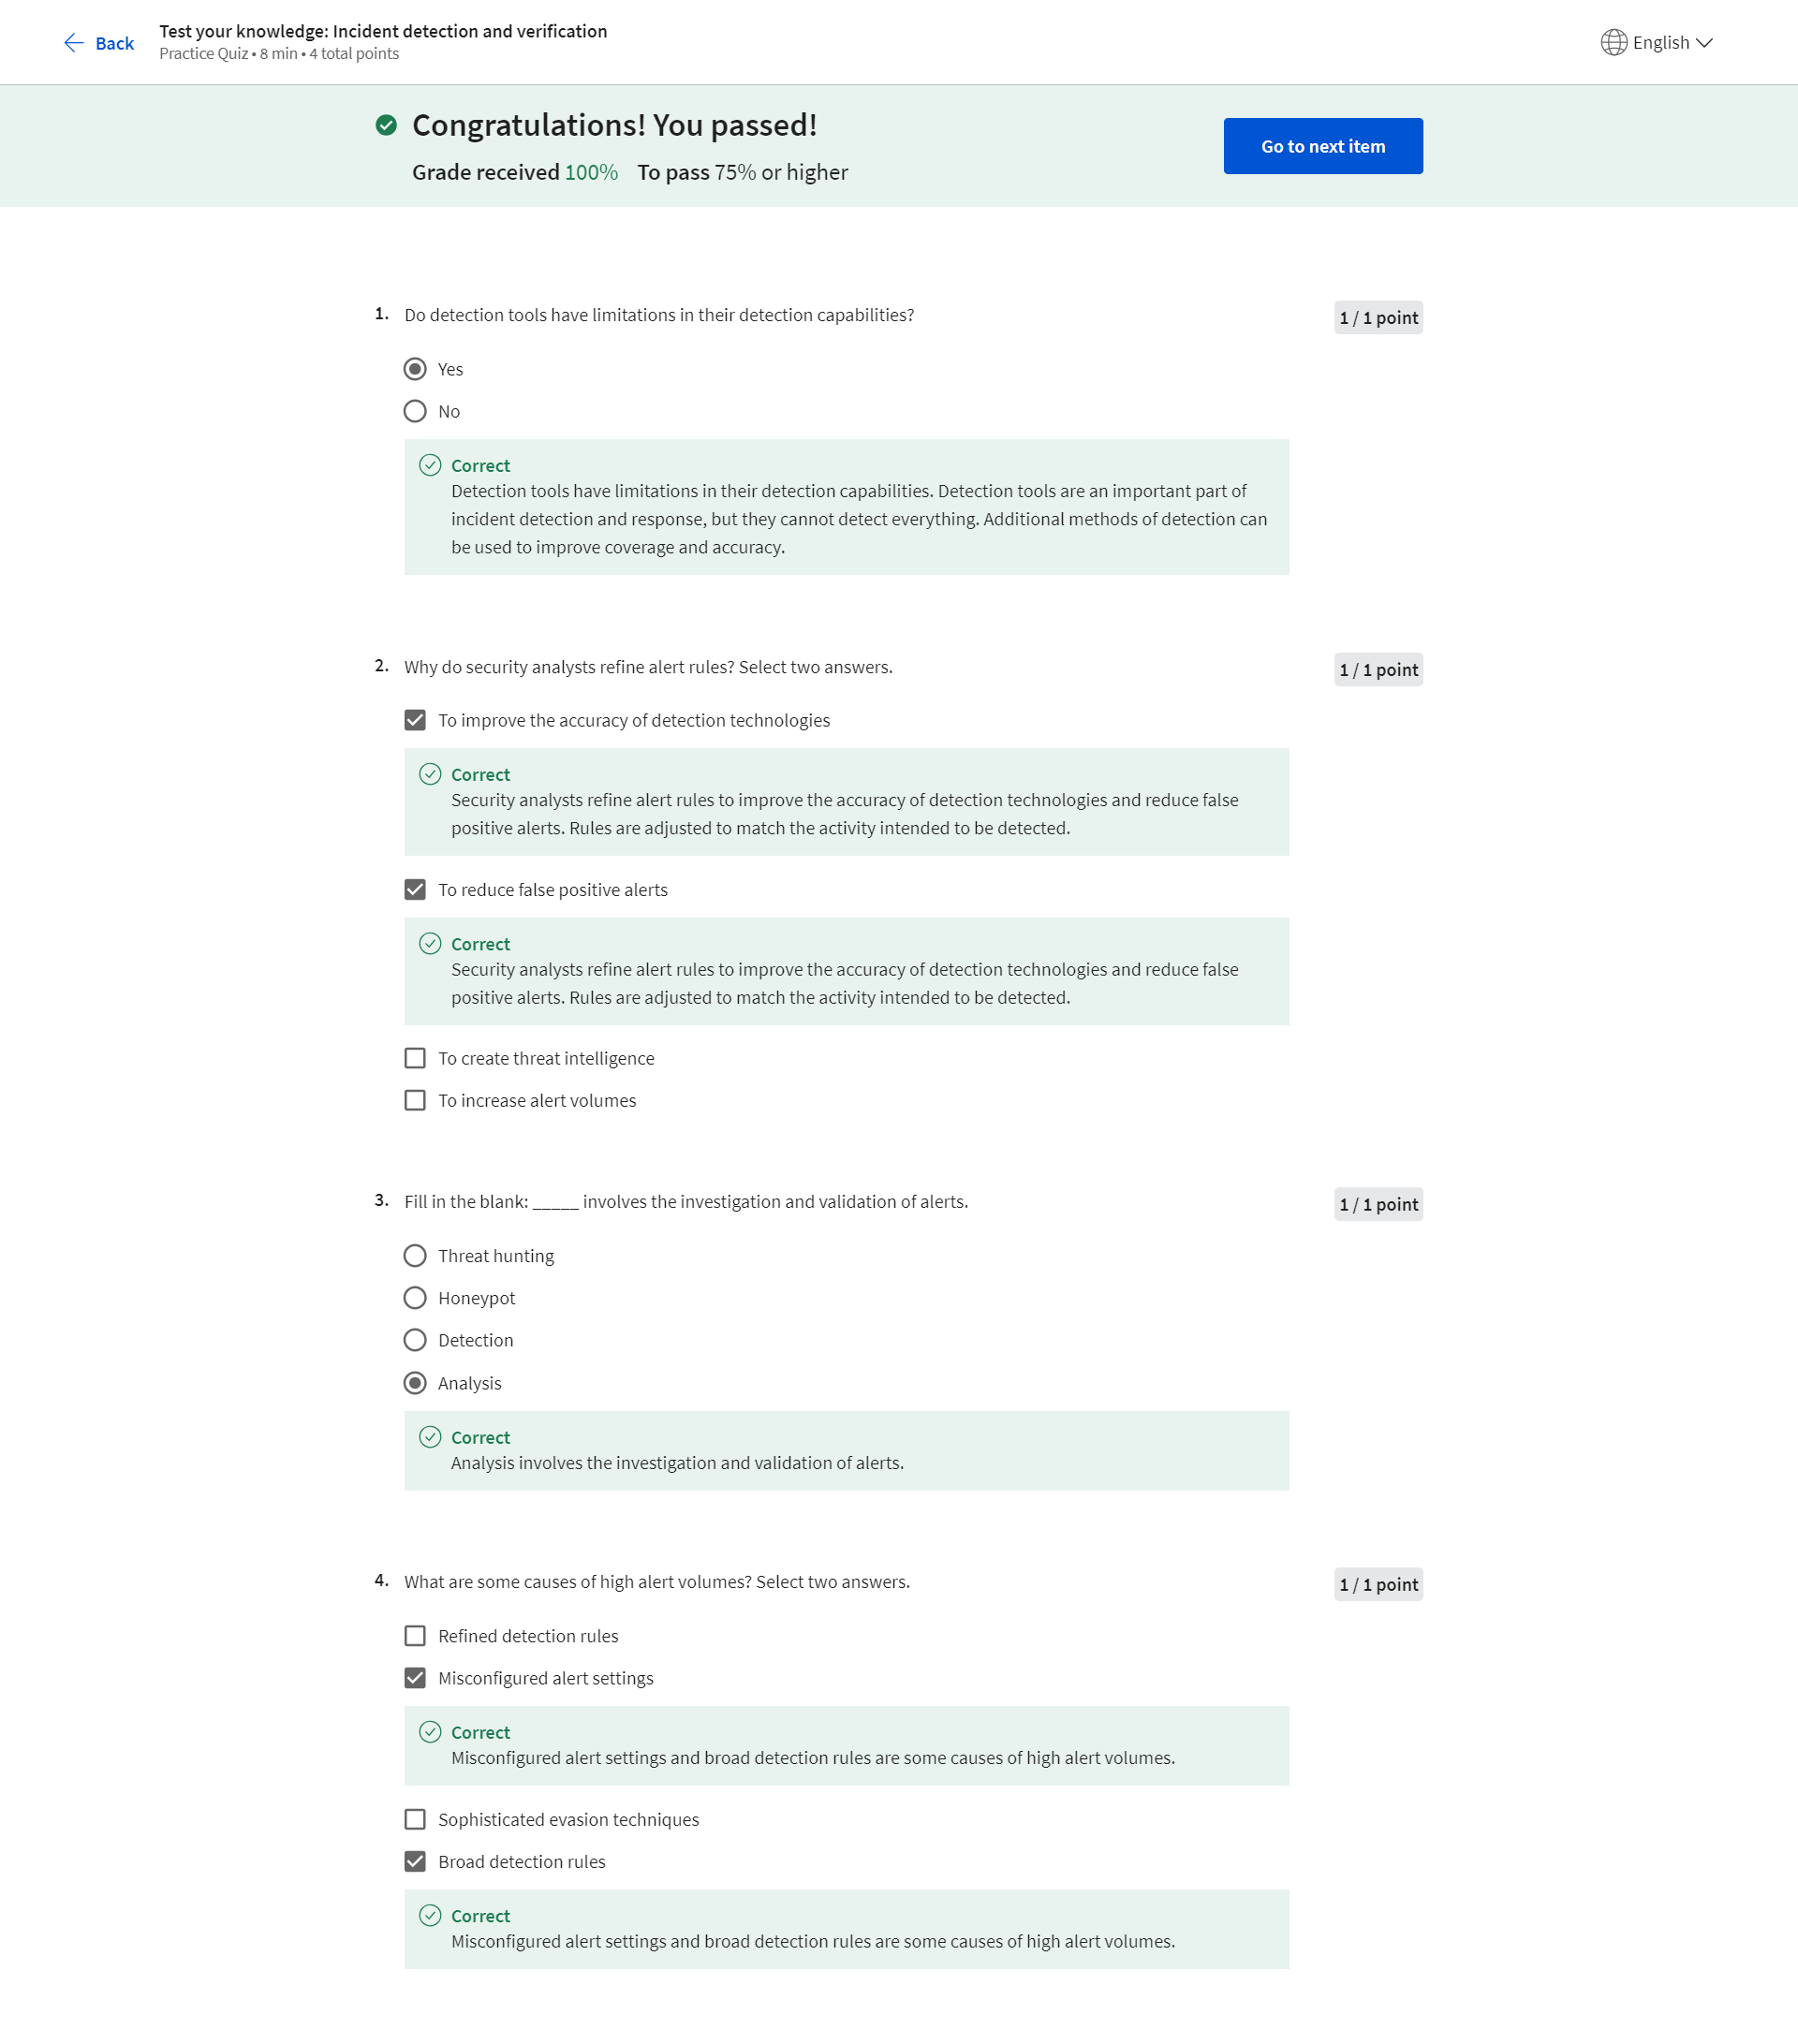 Back
Test your knowledge: Incident detection and verification
Practice Quiz • 8 min • 4 total points
English
Congratulations! You passed!
Grade received 100% To pass 75% or higher
Go to next item
1. Do detection tools have limitations in their detection capabilities?
1 / 1 point
Yes
No
Correct
Detection tools have limitations in their detection capabilities. Detection tools are an important part of
incident detection and response, but they cannot detect everything. Additional methods of detection can
be used to improve coverage and accuracy.
2. Why do security analysts refine alert rules? Select two answers.
1 / 1 point
To improve the accuracy of detection technologies
Correct
Security analysts refine alert rules to improve the accuracy of detection technologies and reduce false
positive alerts. Rules are adjusted to match the activity intended to be detected.
To reduce false positive alerts
Correct
Security analysts refine alert rules to improve the accuracy of detection technologies and reduce false
positive alerts. Rules are adjusted to match the activity intended to be detected.
To create threat intelligence
To increase alert volumes
3. Fill in the blank: _____ involves the investigation and validation of alerts.
1 / 1 point
Threat hunting
Honeypot
Detection
Analysis
Correct
Analysis involves the investigation and validation of alerts.
4. What are some causes of high alert volumes? Select two answers.
1 / 1 point
Refined detection rules
Misconfigured alert settings
Correct
Misconfigured alert settings and broad detection rules are some causes of high alert volumes.
Sophisticated evasion techniques
Broad detection rules
Correct
Misconfigured alert settings and broad detection rules are some causes of high alert volumes.